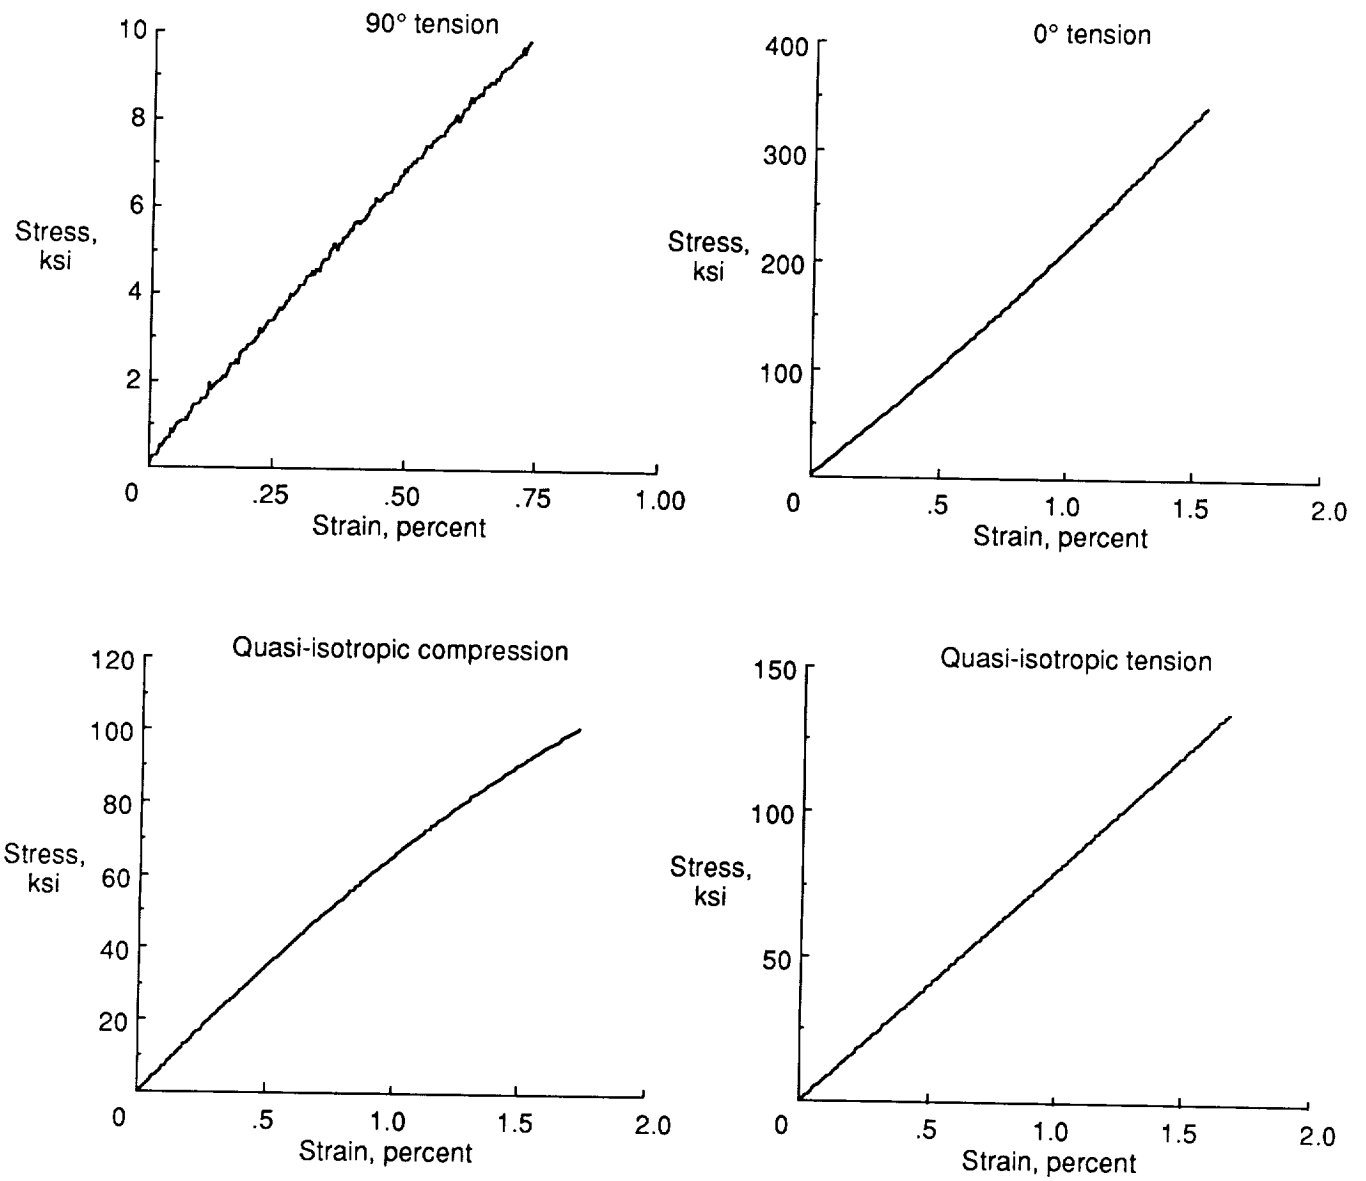 90° tension
10
8
6
4
2
Stress,
ksi
0 .25 .50 .75 1.00
Strain, percent
0° tension
400
300
200
100
Stress,
ksi
0 .5 1.0 1.5 2.0
Strain, percent
Quasi-isotropic compression
120
100
80
60
40
20
Stress,
ksi
0 .5 1.0 1.5 2.0
Strain, percent
Quasi-isotropic tension
150
100
50
Stress,
ksi
0 .5 1.0 1.5 2.0
Strain, percent